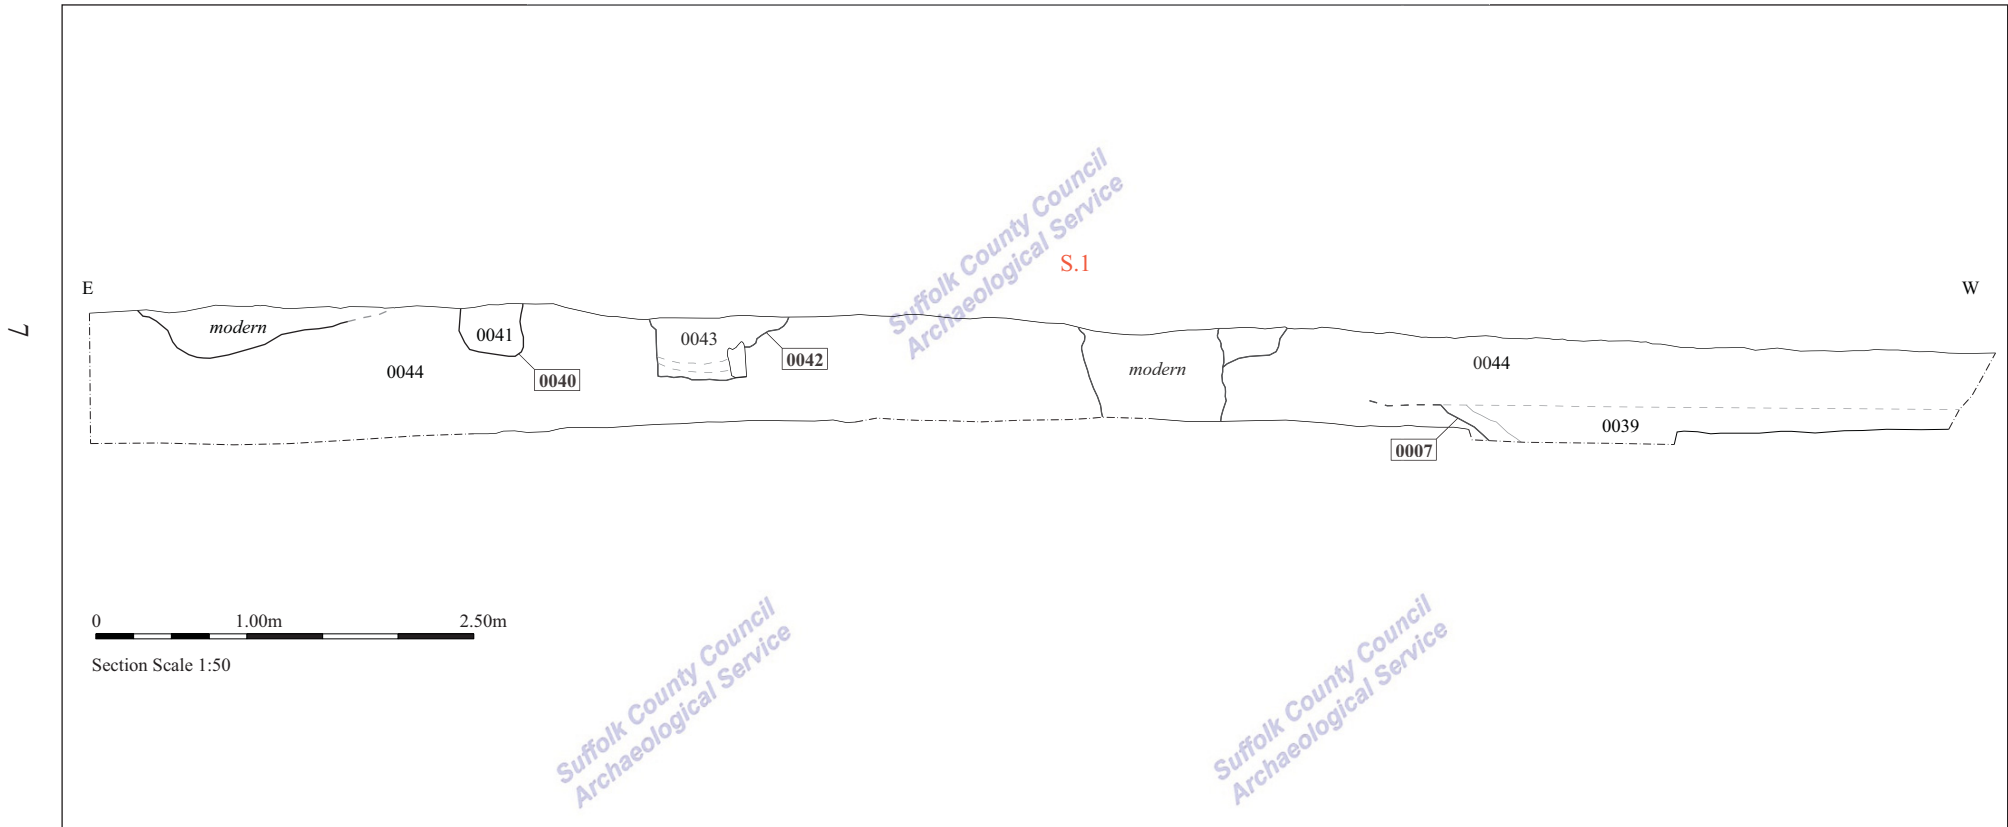 7
S.1
E
W
modern
0041
0043
0042
0044
0040
modern
0044
0039
0007
0 1.00m 2.50m
Section Scale 1:50
Suffolk County Council
Archaeological Service
Suffolk County Council
Archaeological Service
Suffolk County Council
Archaeological Service